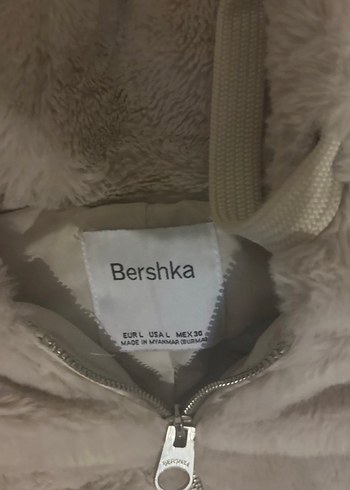 Bershka
EUR L USA L MEX 30
MADE IN MYANMAR (BURMA)